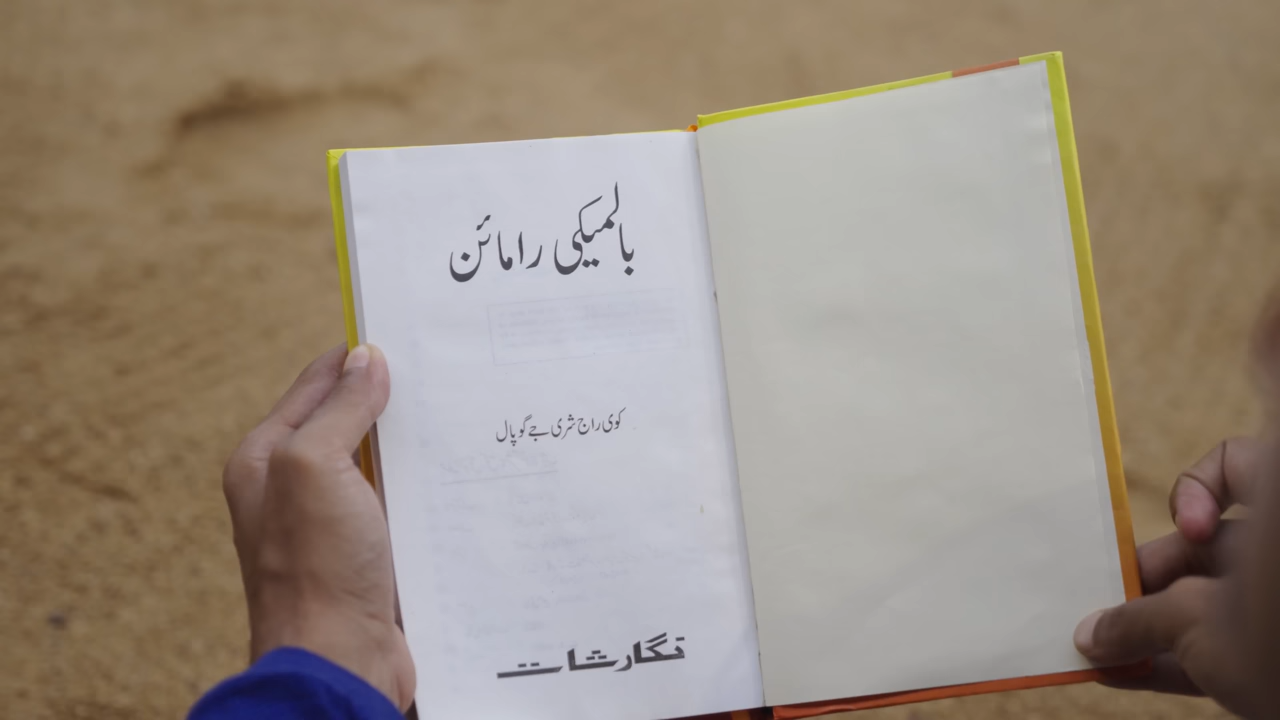 بالمیکی رامائن
کوی راج شری جے گوپال
نگارشات